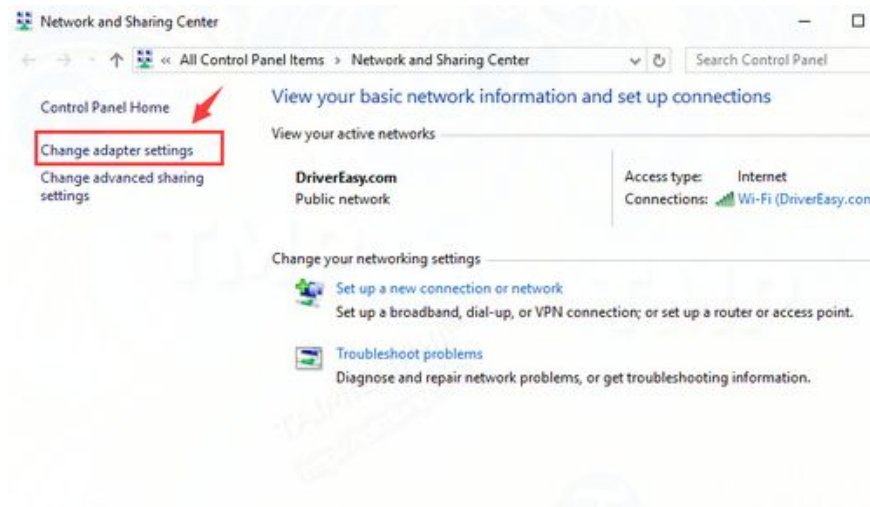 Network and Sharing Center
« All Control Panel Items > Network and Sharing Center
Search Control Panel
Control Panel Home
Change adapter settings
Change advanced sharing
settings
View your basic network information and set up connections
View your active networks
DriverEasy.com
Public network
Access type: Internet
Connections: Wi-Fi (DriverEasy.com
Change your networking settings
Set up a new connection or network
Set up a broadband, dial-up, or VPN connection; or set up a router or access point.
Troubleshoot problems
Diagnose and repair network problems, or get troubleshooting information.